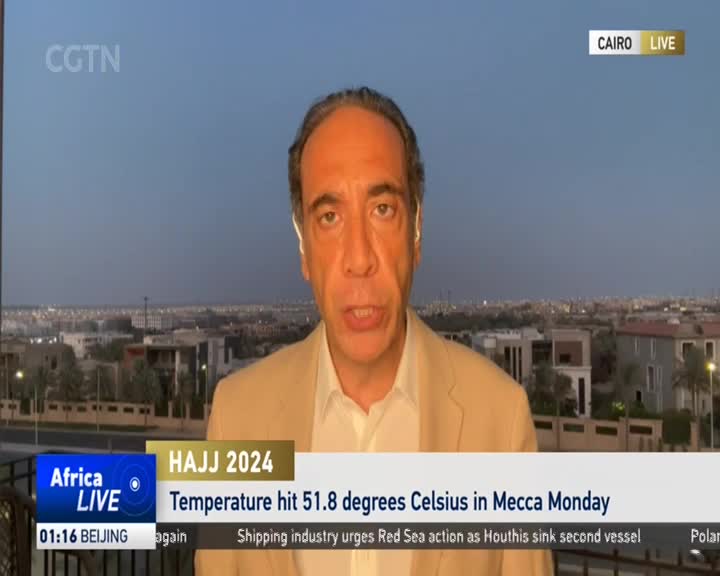 CGTN
CAIRO LIVE
HAJJ 2024
Africa
LIVE
Temperature hit 51.8 degrees Celsius in Mecca Monday
01:16 BEIJING
again Shipping industry urges Red Sea action as Houthis sink second vessel